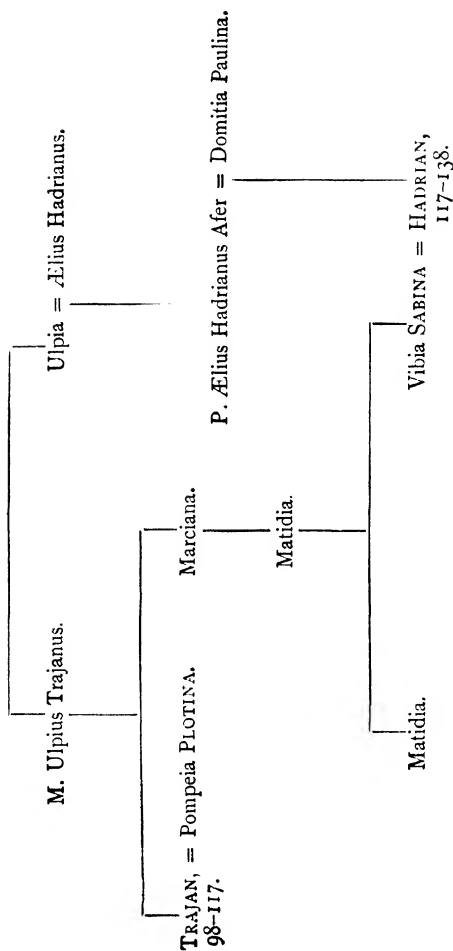 M. Ulpius Trajanus.
Ulpia = Ælius Hadrianus.
TRAJAN, = Pompeia PLOTINA.
98-117.
Marciana.
P. Ælius Hadrianus Afer = Domitia Paulina.
Matidia.
Matidia.
Vibia SABINA = HADRIAN,
117-138.